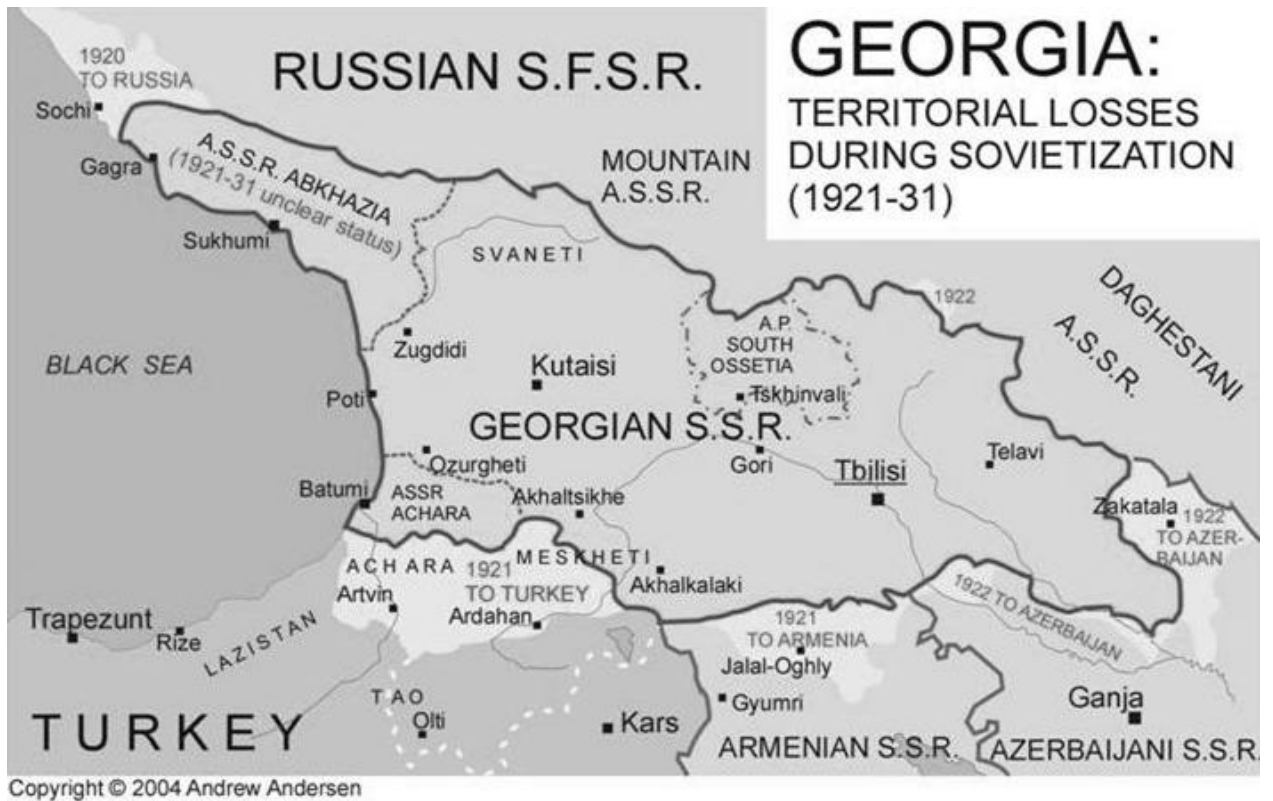 GEORGIA:
TERRITORIAL LOSSES
DURING SOVIETIZATION
(1921-31)
1920
TO RUSSIA
RUSSIAN S.F.S.R.
Sochi
Gagra
A.S.S.R. ABKHAZIA
(1921-31 unclear status)
Sukhumi
MOUNTAIN
A.S.S.R.
SVANETI
1922
DAGHESTANI
A.S.S.R.
BLACK SEA
Zugdidi
Kutaisi
A.P.
SOUTH
OSSETIA
Tskhinvali
Poti
GEORGIAN S.S.R.
Ozurgheti
Gori
Tbilisi
Telavi
Batumi
ASSR
ACHARA
Akhaltsikhe
Zakatala
1922
TO AZER-
BAIJAN
ACHARA
MESKHETI
1921
TO TURKEY
Artvin
Ardahan
Akhalkalaki
1922 TO AZERBAIJAN
Trapezunt
Rize
LAZISTAN
1921
TO ARMENIA
Jalal-Oghly
Gyumri
Ganja
TAO
Olti
Kars
TURKEY
ARMENIAN S.S.R.
AZERBAIJANI S.S.R.
Copyright © 2004 Andrew Andersen